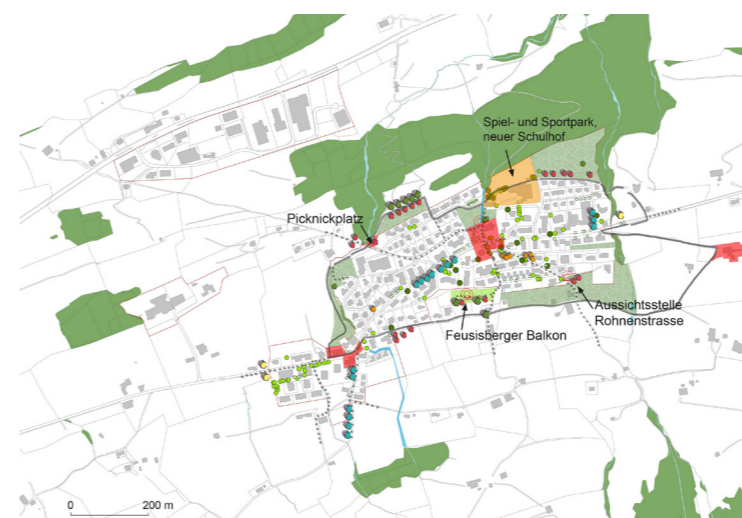 Spiel- und Sportpark,
neuer Schulhof
Picknickplatz
Aussichtsstelle
Rohnenstrasse
Feusisberger Balkon
0 200 m